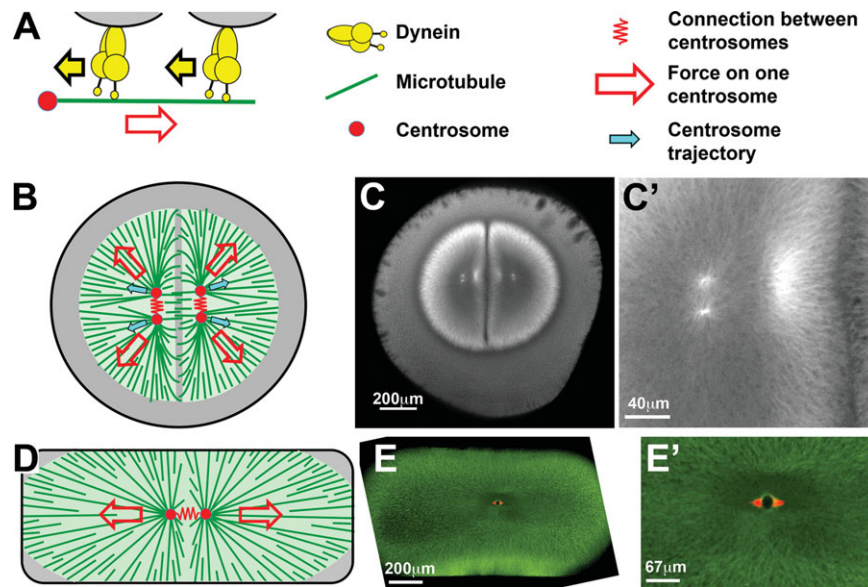 A
Dynein
Microtubule
Centrosome
Connection between
centrosomes
Force on one
centrosome
Centrosome
trajectory
B
C
200μm
C'
40μm
D
E
200μm
E'
67μm